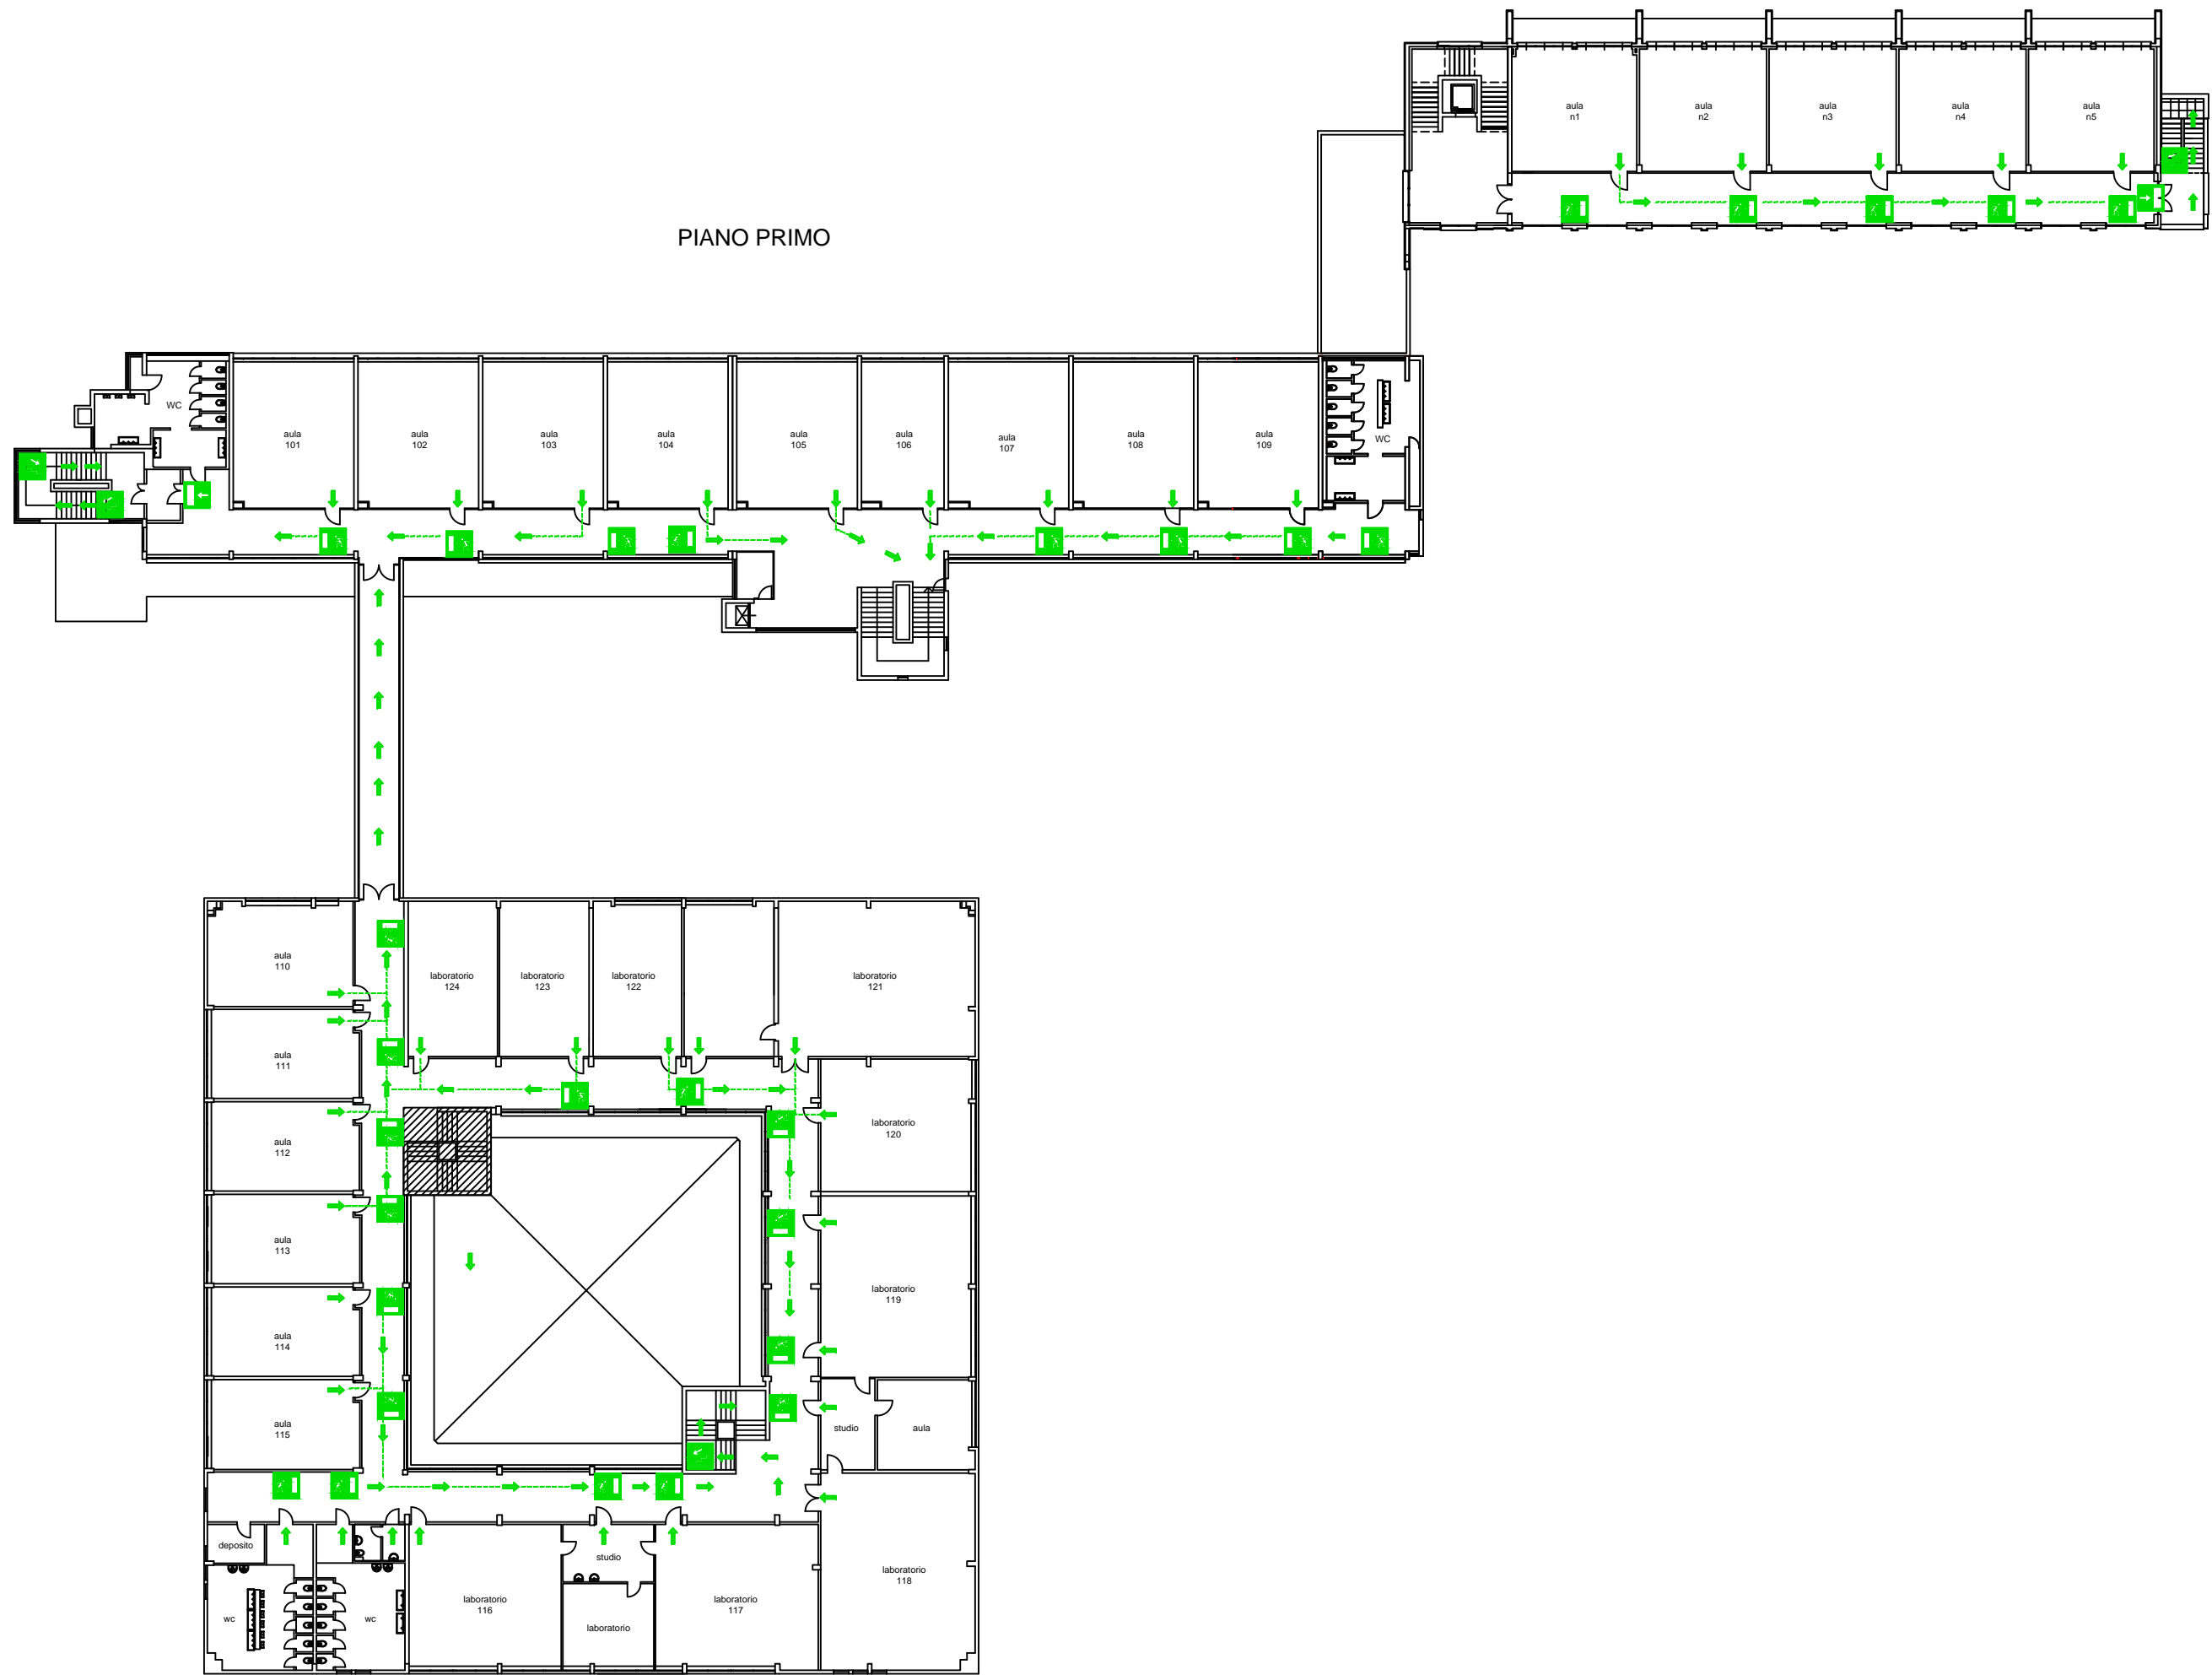 aula
n1
aula
n2
aula
n3
aula
n4
aula
n5
PIANO PRIMO
WC
aula
101
aula
102
aula
103
aula
104
aula
105
aula
106
aula
107
aula
108
aula
109
WC
aula
110
laboratorio
124
laboratorio
123
laboratorio
122
laboratorio
121
aula
111
aula
112
laboratorio
120
aula
113
laboratorio
119
aula
114
aula
115
studio
aula
deposito
studio
laboratorio
118
wc
wc
laboratorio
116
laboratorio
laboratorio
117